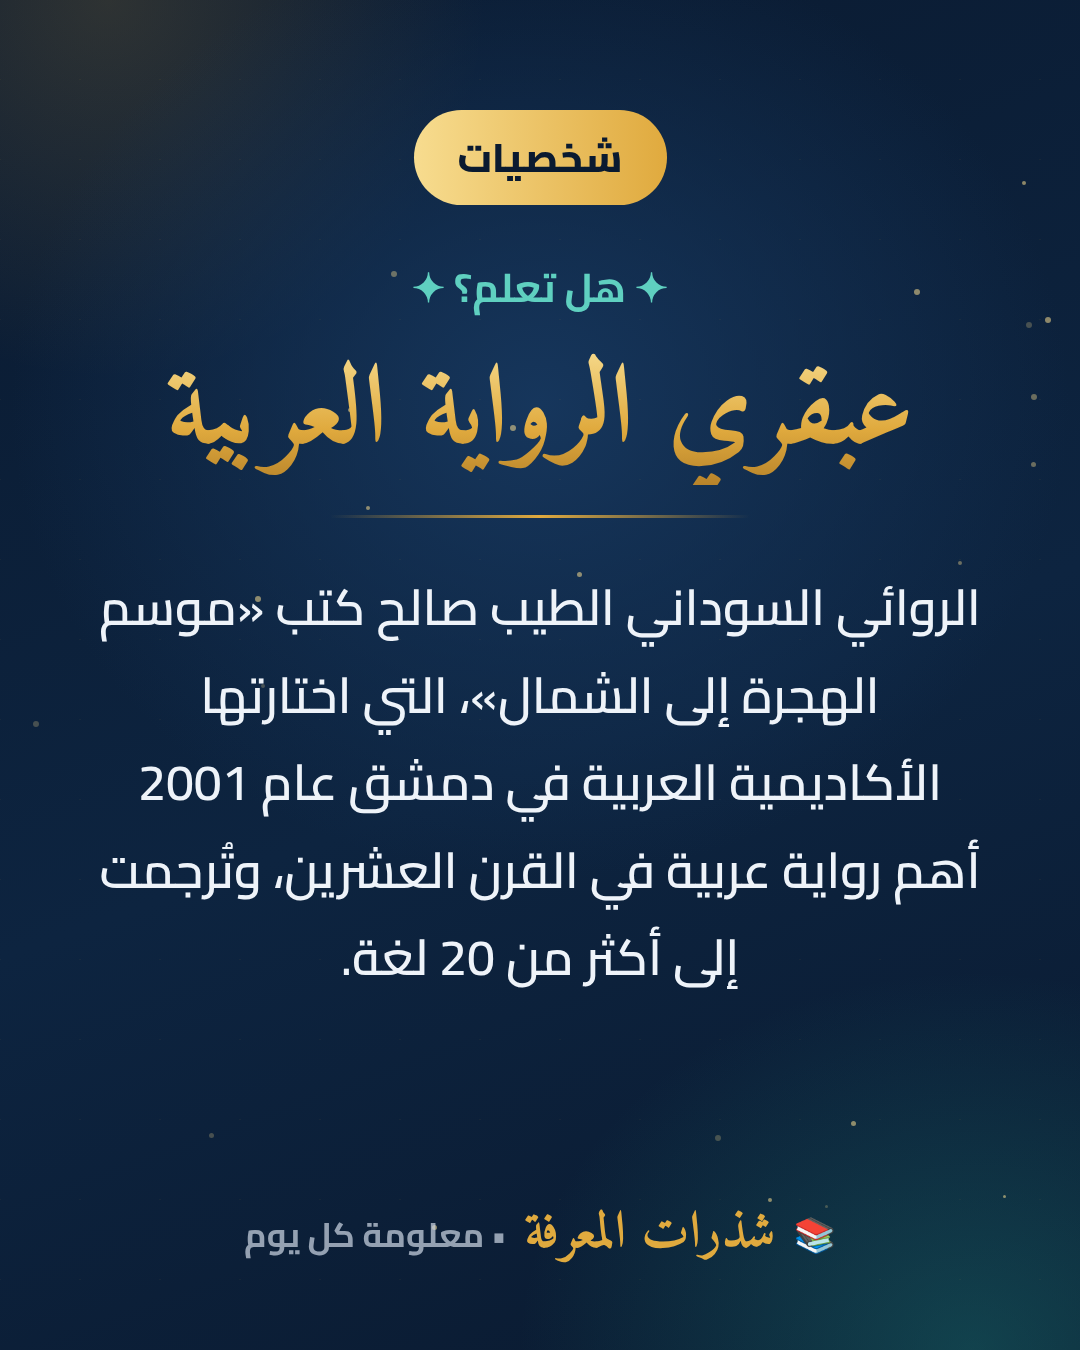 شخصيات
✦ هل تعلم؟ ✦
عبقري الرواية العربية
الروائي السوداني الطيب صالح كتب «موسم
الهجرة إلى الشمال»، التي اختارتها
الأكاديمية العربية في دمشق عام 2001
أهم رواية عربية في القرن العشرين، وتُرجمت
إلى أكثر من 20 لغة.
📚 شذرات المعرفة ▪ معلومة كل يوم